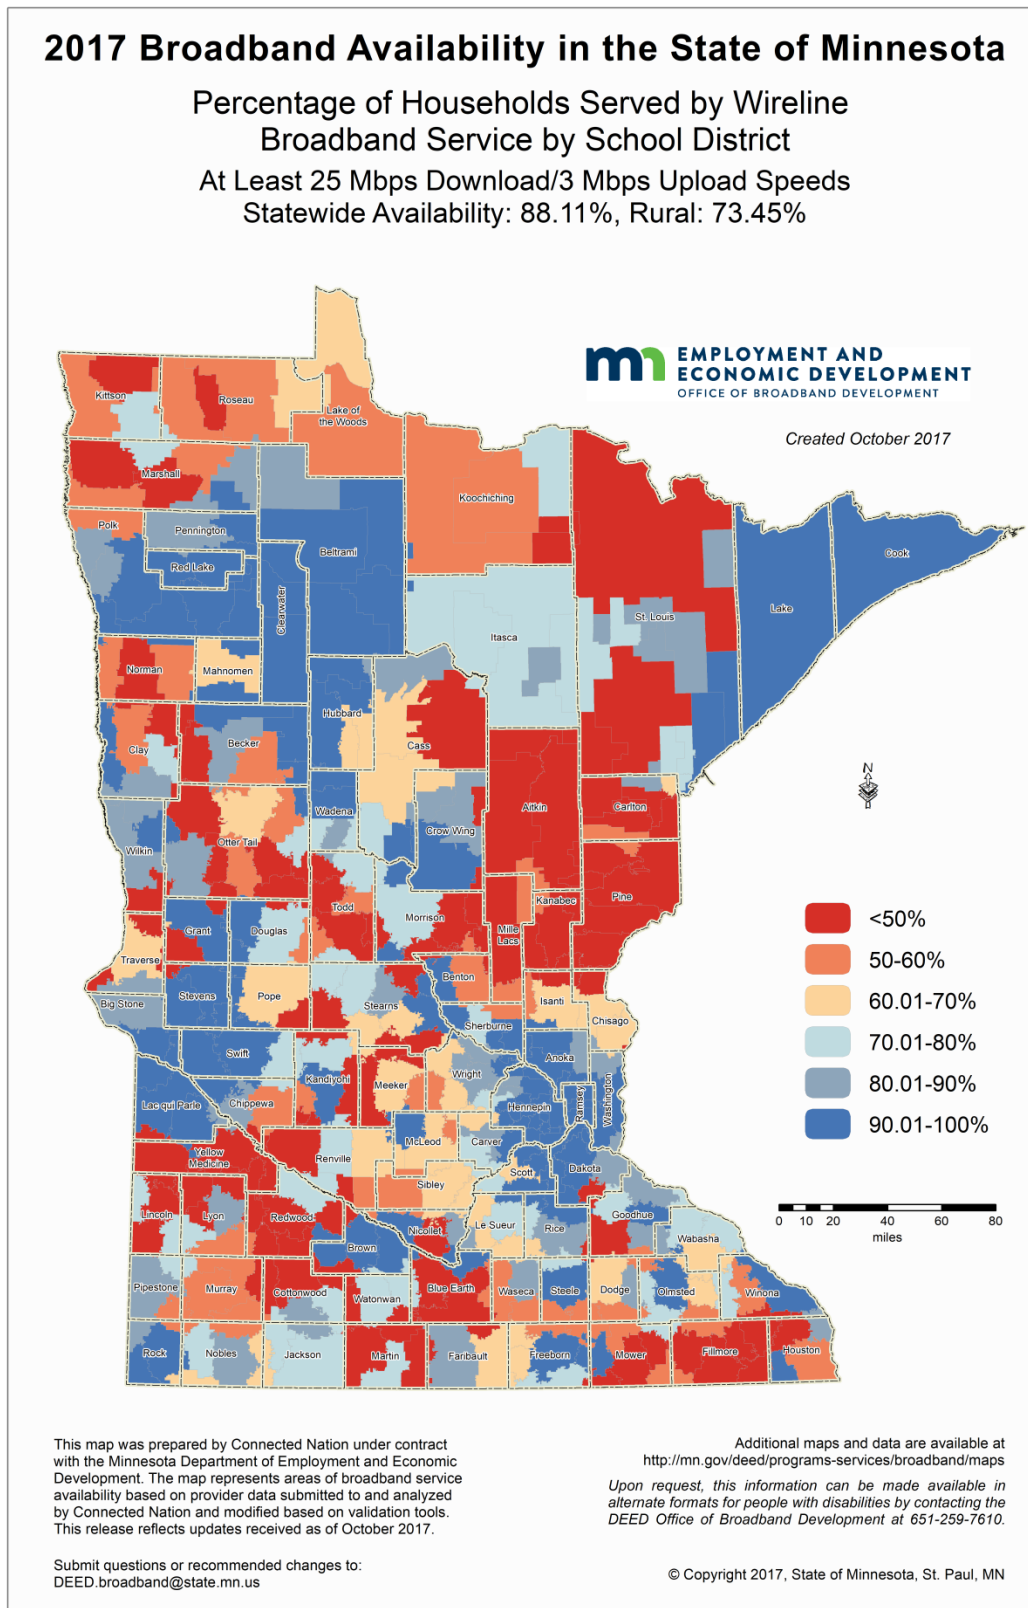 2017 Broadband Availability in the State of Minnesota
Percentage of Households Served by Wireline
Broadband Service by School District
At Least 25 Mbps Download/3 Mbps Upload Speeds
Statewide Availability: 88.11%, Rural: 73.45%
mn EMPLOYMENT AND
ECONOMIC DEVELOPMENT
OFFICE OF BROADBAND DEVELOPMENT
Created October 2017
Kittson
Roseau
Lake of
the Woods
Marshall
Koochiching
Polk
Pennington
Beltrami
Cook
Red Lake
Clearwater
Lake
St. Louis
Itasca
Norman
Mahnomen
Hubbard
Cass
Clay
Becker
N
Wadena
Aitkin
Carlton
Crow Wing
Otter Tail
Wilkin
Pine
Kanabec
Todd
Morrison
Mille
Lacs
Grant
Douglas
Traverse
Benton
Stevens
Pope
Big Stone
Stearns
Isanti
Chisago
Sherburne
Swift
Anoka
Kandiyohi
Meeker
Wright
Lac qui Parle
Chippewa
Hennepin
Ramsey
Washington
McLeod
Carver
Yellow
Medicine
Renville
Scott
Dakota
Sibley
Lincoln
Lyon
Redwood
Nicollet
Le Sueur
Rice
Goodhue
Wabasha
Brown
Pipestone
Murray
Cottonwood
Watonwan
Blue Earth
Waseca
Steele
Dodge
Olmsted
Winona
Rock
Nobles
Jackson
Martin
Faribault
Freeborn
Mower
Fillmore
Houston
<50%
50-60%
60.01-70%
70.01-80%
80.01-90%
90.01-100%
0 10 20 40 60 80
miles
This map was prepared by Connected Nation under contract
with the Minnesota Department of Employment and Economic
Development. The map represents areas of broadband service
availability based on provider data submitted to and analyzed
by Connected Nation and modified based on validation tools.
This release reflects updates received as of October 2017.
Submit questions or recommended changes to:
DEED.broadband@state.mn.us
Additional maps and data are available at
http://mn.gov/deed/programs-services/broadband/maps
Upon request, this information can be made available in
alternate formats for people with disabilities by contacting the
DEED Office of Broadband Development at 651-259-7610.
© Copyright 2017, State of Minnesota, St. Paul, MN